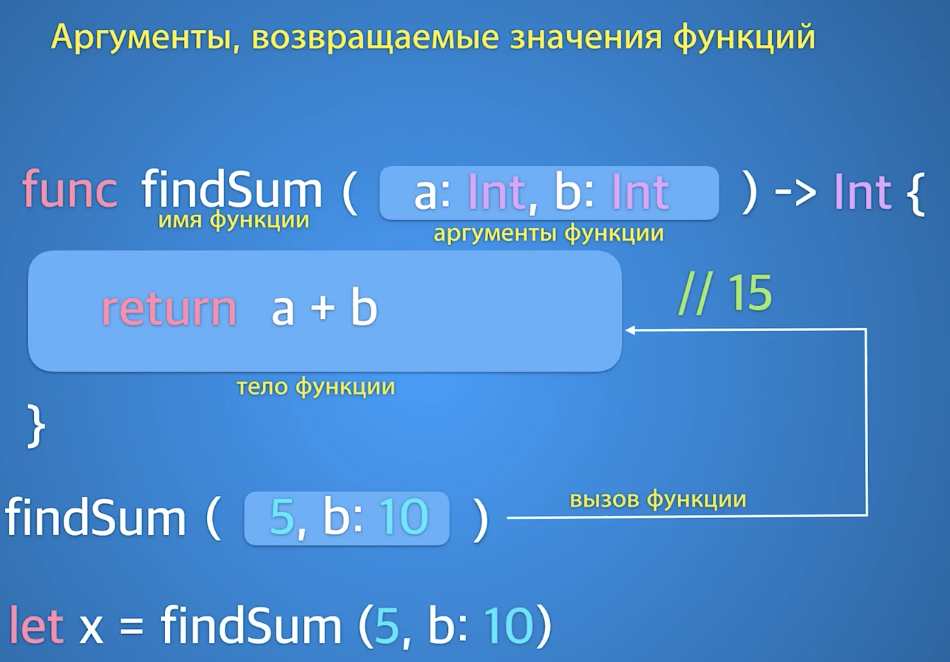 Аргументы, возвращаемые значения функций
func findSum ( a: Int, b: Int ) -> Int {
имя функции
аргументы функции
return a + b
// 15
тело функции
}
findSum ( 5, b: 10 )
вызов функции
let x = findSum (5, b: 10)